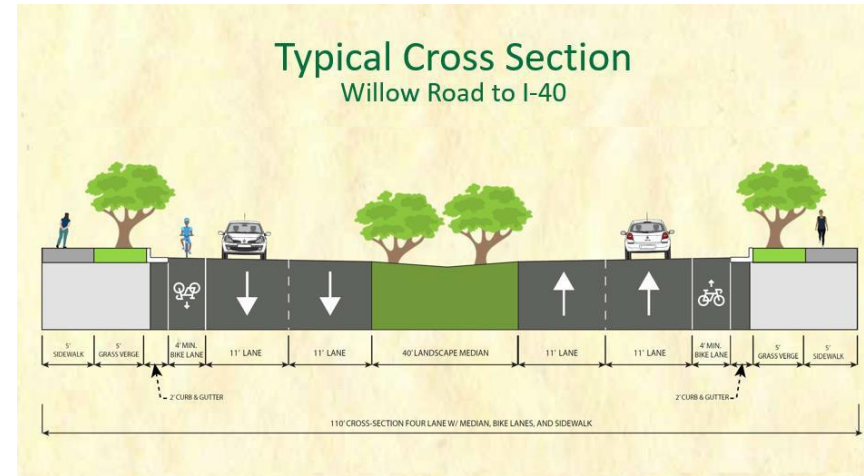 Typical Cross Section
Willow Road to I-40
5'
SIDEWALK
5'
GRASS VERGE
4' MIN.
BIKE LANE
11' LANE
11' LANE
40' LANDSCAPE MEDIAN
11' LANE
11' LANE
4' MIN.
BIKE LANE
5'
GRASS VERGE
5'
SIDEWALK
2' CURB & GUTTER
2' CURB & GUTTER
110' CROSS-SECTION FOUR LANE W/ MEDIAN, BIKE LANES, AND SIDEWALK